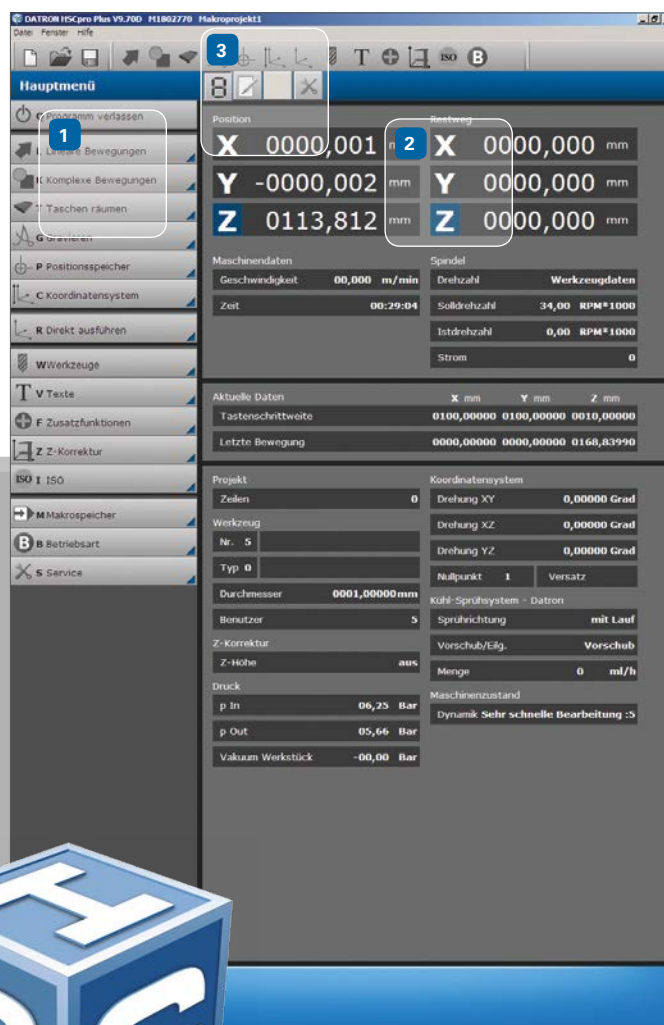 DATRON HSCpro Plus V9.70D M1802770 Makroprojekt1
Datei Fenster Hilfe
3
T
ISO
B
Hauptmenü
Programm verlassen
1
L Lineare Bewegungen
K Komplexe Bewegungen
T Taschen räumen
G Gravieren
P Positionsspeicher
C Koordinatensystem
R Direkt ausführen
W Werkzeuge
T V Texte
F Zusatzfunktionen
Z Z-Korrektur
ISO I ISO
M Makrospeicher
B B Betriebsart
S Service
Position
X 0000,001
Y -0000,002 mm
Z 0113,812 mm
2
Restweg
X 0000,000 mm
Y 0000,000 mm
Z 0000,000 mm
Maschinendaten
Geschwindigkeit 00,000 m/min
Zeit 00:29:04
Spindel
Drehzahl Werkzeugdaten
Solldrehzahl 34,00 RPM*1000
Istdrehzahl 0,00 RPM*1000
Strom 0
Aktuelle Daten X mm Y mm Z mm
Tastenschrittweite 0100,00000 0100,00000 0010,00000
Letzte Bewegung 0000,00000 0000,00000 0168,83990
Projekt
Zeilen 0
Werkzeug
Nr. 5
Typ 0
Durchmesser 0001,00000mm
Benutzer 5
Z-Korrektur
Z-Höhe aus
Druck
p In 06,25 Bar
p Out 05,66 Bar
Vakuum Werkstück -00,00 Bar
Koordinatensystem
Drehung XY 0,00000 Grad
Drehung XZ 0,00000 Grad
Drehung YZ 0,00000 Grad
Nullpunkt 1 Versatz
Kühl-Sprühsystem - Datron
Sprührichtung mit Lauf
Vorschub/Eilg. Vorschub
Menge 0 ml/h
Maschinenzustand
Dynamik Sehr schnelle Bearbeitung :5
H
C